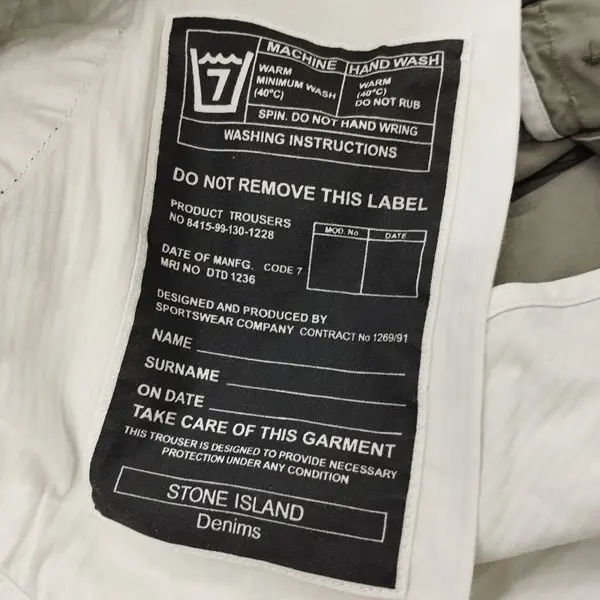 7
MACHINE
HAND WASH
WARM
MINIMUM WASH
(40°C)
WARM
(40°C)
DO NOT RUB
SPIN. DO NOT HAND WRING
WASHING INSTRUCTIONS
DO NOT REMOVE THIS LABEL
PRODUCT TROUSERS
NO 8415-99-130-1228
MOD. No
DATE
DATE OF MANFG. CODE 7
MRI NO DTD 1236
DESIGNED AND PRODUCED BY
SPORTSWEAR COMPANY CONTRACT No 1269/91
NAME
SURNAME
ON DATE
TAKE CARE OF THIS GARMENT
THIS TROUSER IS DESIGNED TO PROVIDE NECESSARY
PROTECTION UNDER ANY CONDITION
STONE ISLAND
Denims